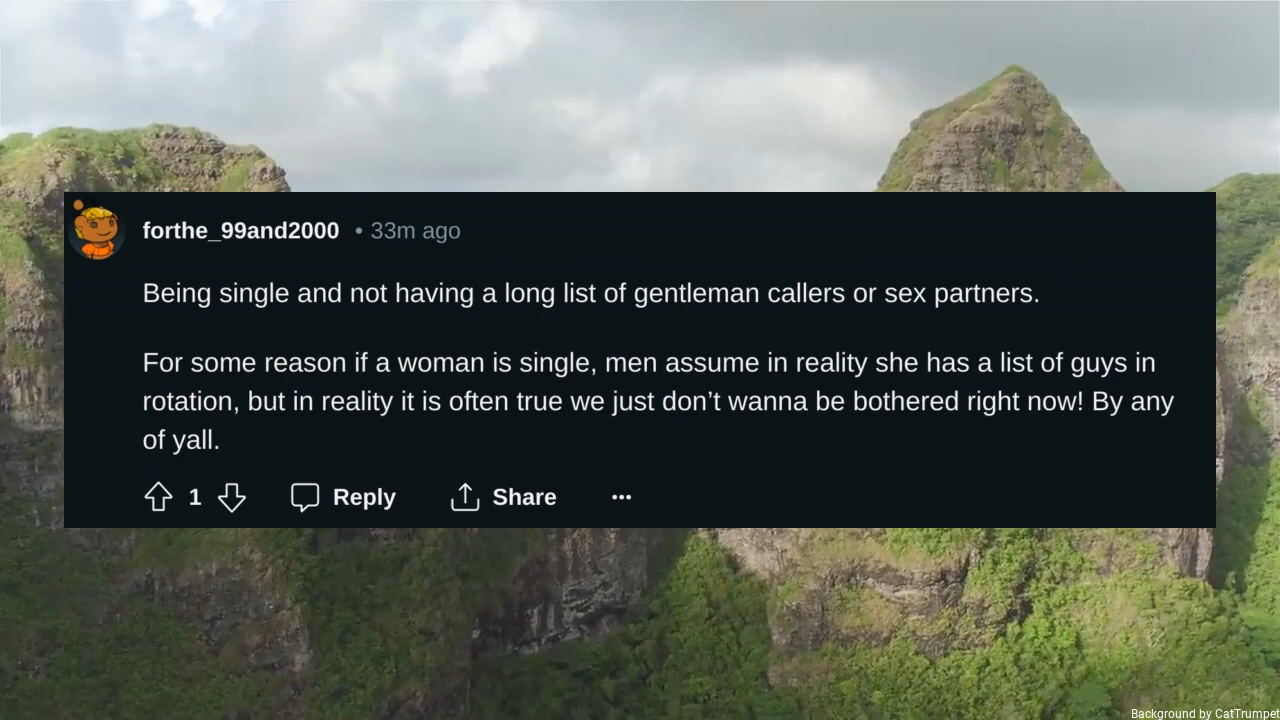 forthe_99and2000 • 33m ago
Being single and not having a long list of gentleman callers or sex partners.
For some reason if a woman is single, men assume in reality she has a list of guys in
rotation, but in reality it is often true we just don’t wanna be bothered right now! By any
of yall.
1 Reply Share ···
Background by CatTrumpet